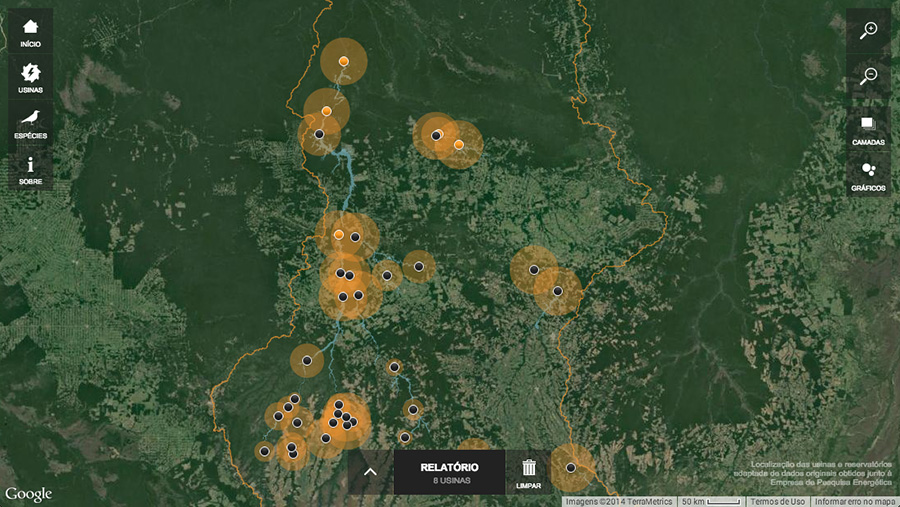 INÍCIO
USINAS
ESPÉCIES
SOBRE
CAMADAS
GRÁFICOS
RELATÓRIO
8 USINAS
LIMPAR
Localização das usinas e reservatórios
adaptada de dados originais obtidos junto à
Empresa de Pesquisa Energética
Google
Imagens ©2014 TerraMetrics
50 km
Termos de Uso
Informar erro no mapa